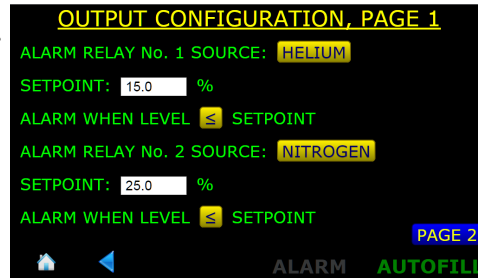 OUTPUT CONFIGURATION, PAGE 1
ALARM RELAY No. 1 SOURCE: HELIUM
SETPOINT: 15.0 %
ALARM WHEN LEVEL ≤ SETPOINT
ALARM RELAY No. 2 SOURCE: NITROGEN
SETPOINT: 25.0 %
ALARM WHEN LEVEL ≤ SETPOINT
PAGE 2
ALARM AUTOFILL